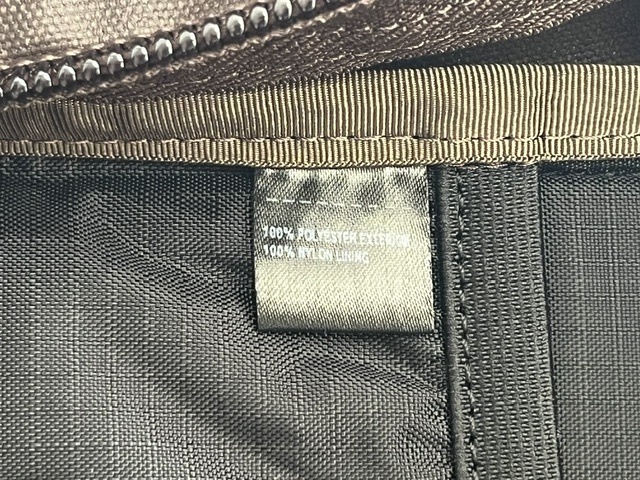 100% POLYESTER EXTERIOR
100% NYLON LINING